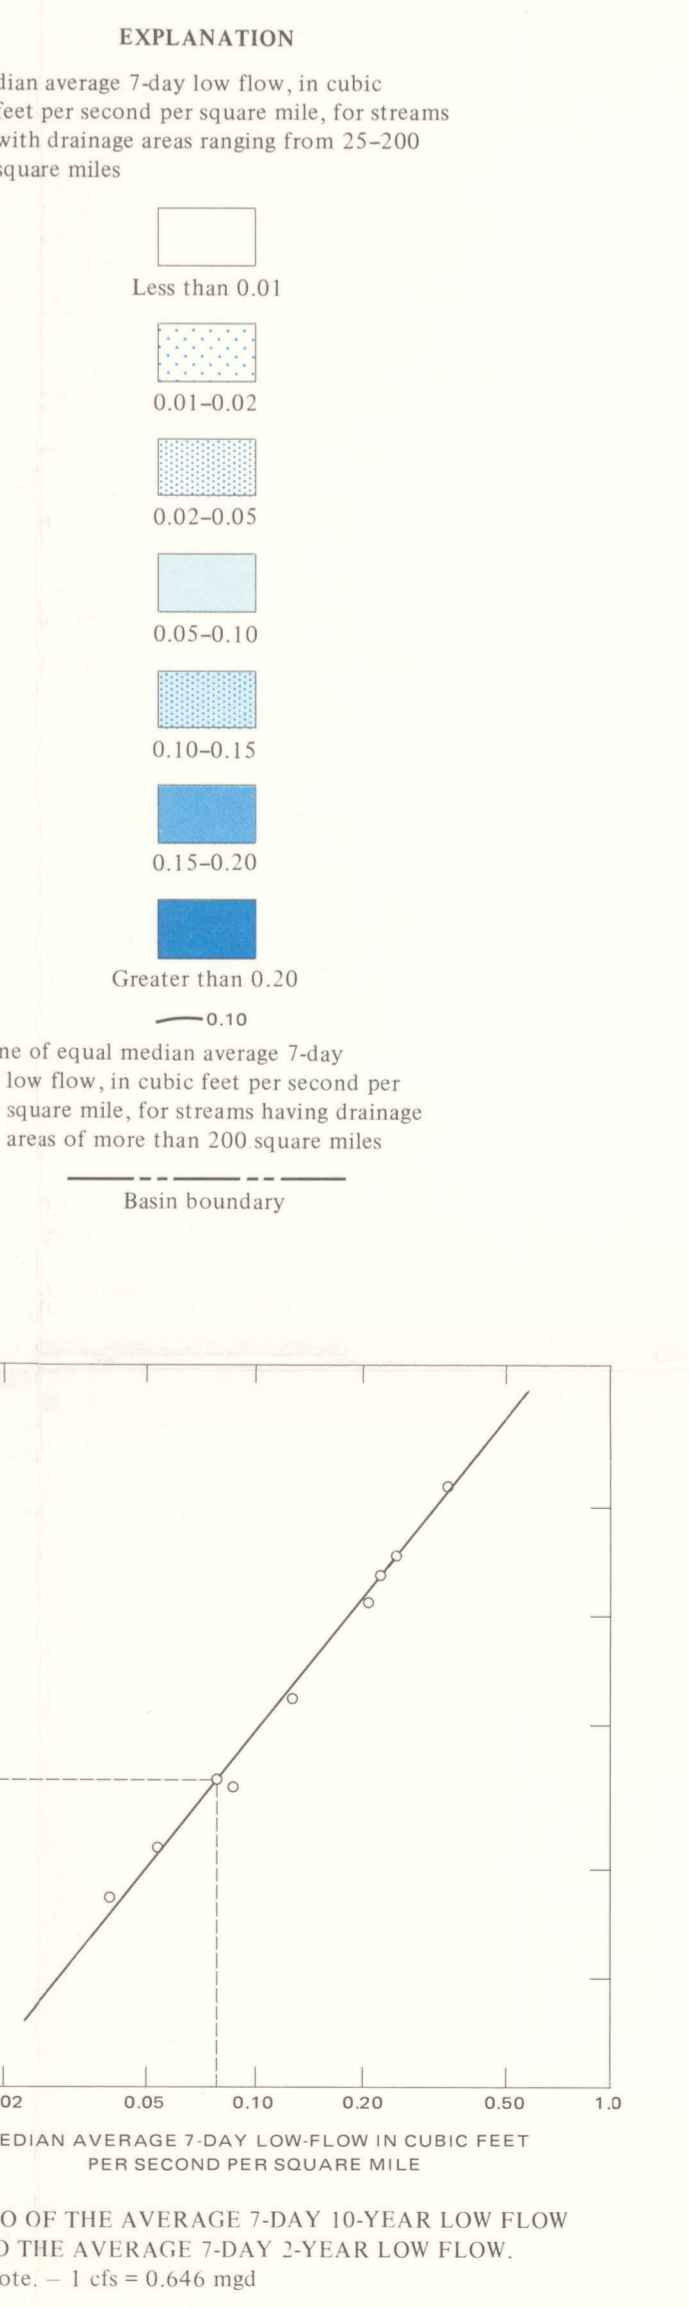 EXPLANATION
dian average 7-day low flow, in cubic
feet per second per square mile, for streams
with drainage areas ranging from 25–200
square miles
Less than 0.01
0.01–0.02
0.02–0.05
0.05–0.10
0.10–0.15
0.15–0.20
Greater than 0.20
0.10
ne of equal median average 7-day
low flow, in cubic feet per second per
square mile, for streams having drainage
areas of more than 200 square miles
Basin boundary
02 0.05 0.10 0.20 0.50 1.0
EDIAN AVERAGE 7-DAY LOW-FLOW IN CUBIC FEET
PER SECOND PER SQUARE MILE
O OF THE AVERAGE 7-DAY 10-YEAR LOW FLOW
O THE AVERAGE 7-DAY 2-YEAR LOW FLOW.
ote. – 1 cfs = 0.646 mgd